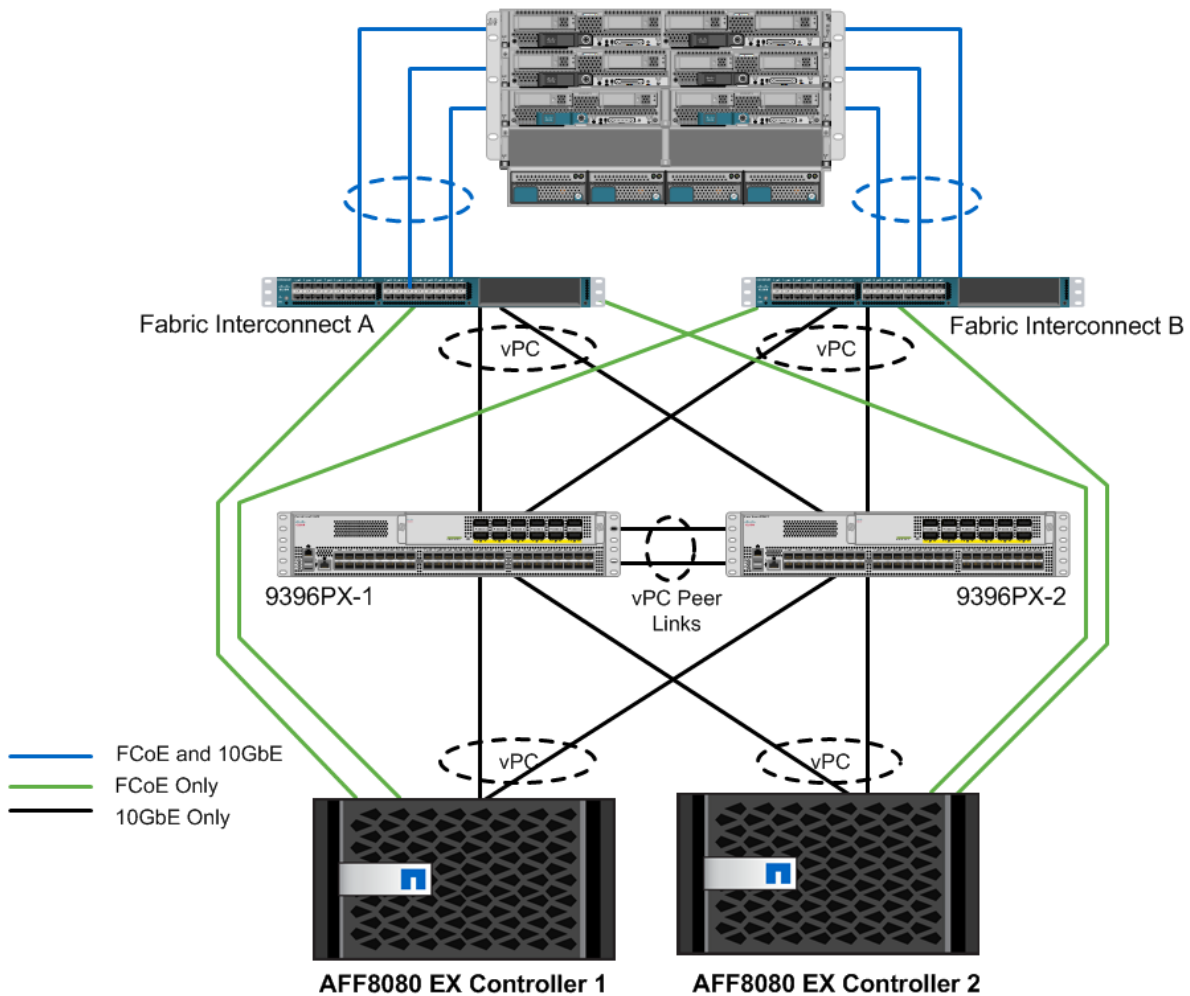 Fabric Interconnect A
Fabric Interconnect B
vPC
vPC
9396PX-1
vPC Peer
Links
9396PX-2
FCoE and 10GbE
FCoE Only
10GbE Only
vPC
vPC
AFF8080 EX Controller 1
AFF8080 EX Controller 2